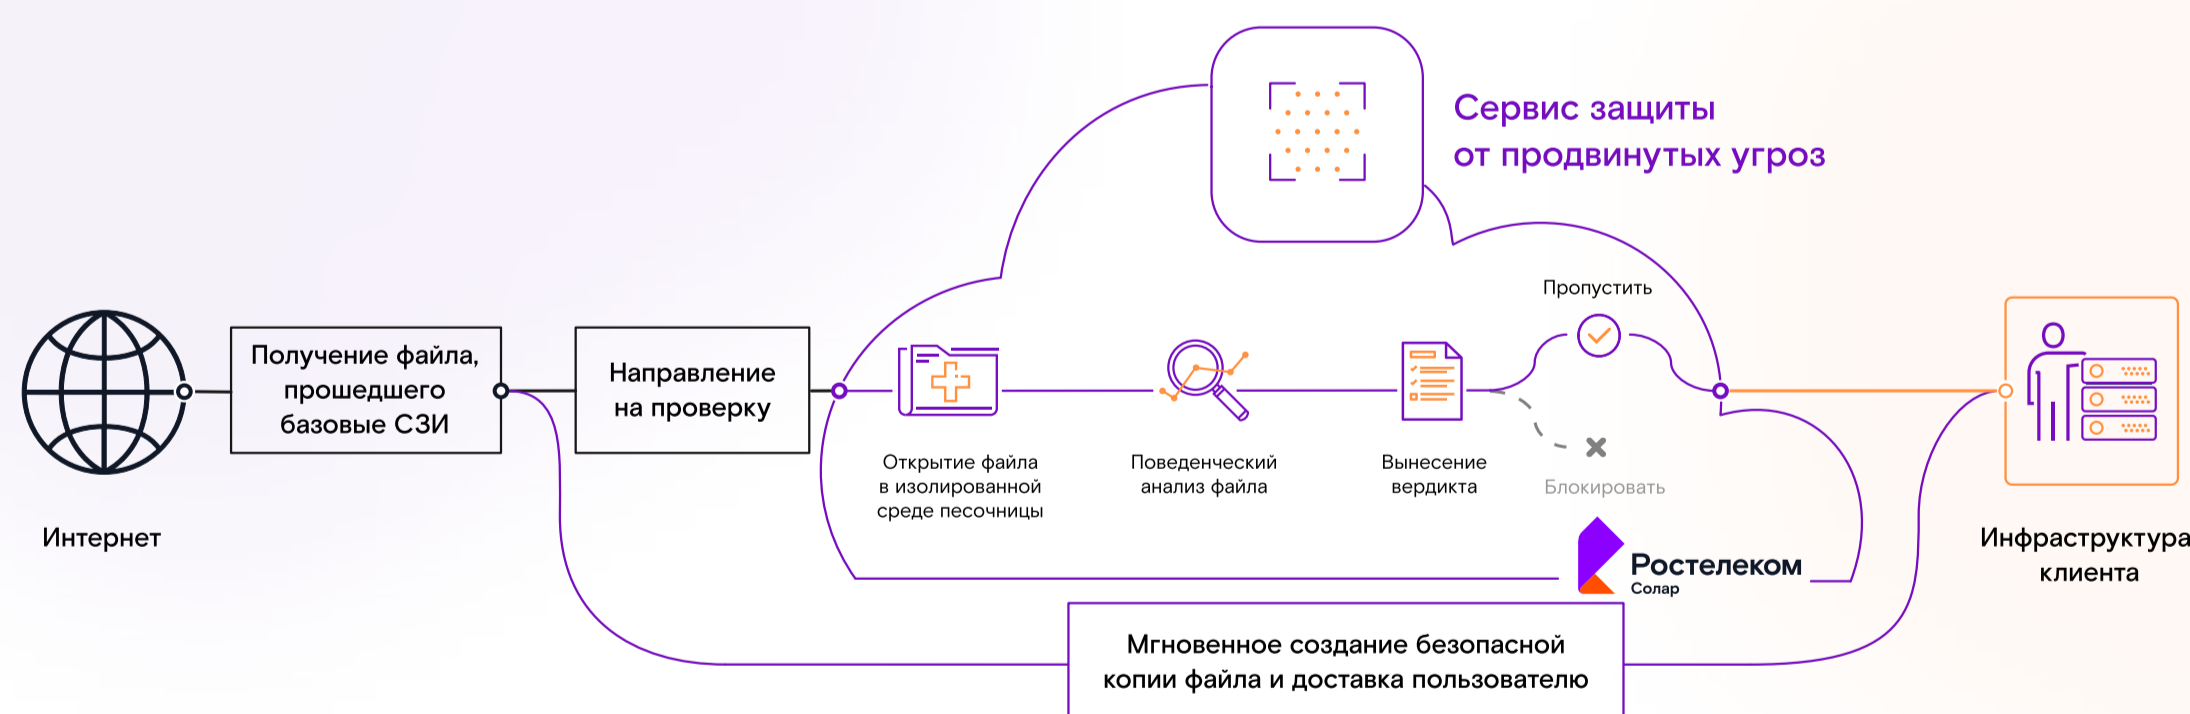 Сервис защиты
от продвинутых угроз
Интернет
Получение файла,
прошедшего
базовые СЗИ
Направление
на проверку
Открытие файла
в изолированной
среде песочницы
Поведенческий
анализ файла
Вынесение
вердикта
Пропустить
Блокировать
Ростелеком
Солар
Инфраструктура
клиента
Мгновенное создание безопасной
копии файла и доставка пользователю